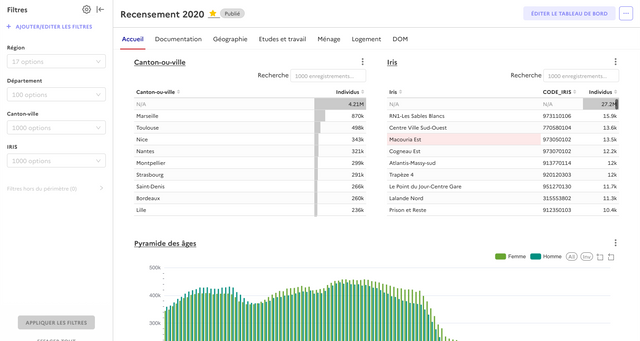 Filtres
+ AJOUTER/EDITER LES FILTRES
Région
17 options
Département
100 options
Canton-ville
1000 options
IRIS
1000 options
Filtres hors du périmètre (0)
APPLIQUER LES FILTRES
Recensement 2020 Publié
ÉDITER LE TABLEAU DE BORD
Accueil Documentation Géographie Etudes et travail Ménage Logement DOM
Canton-ou-ville
Recherche 1000 enregistrements...
Canton-ou-ville Individus
N/A 4.21M
Marseille 870k
Toulouse 498k
Nice 343k
Nantes 321k
Montpellier 299k
Strasbourg 291k
Saint-Denis 266k
Bordeaux 260k
Lille 236k
Iris
Recherche 1000 enregistrements...
Iris CODE_IRIS Individus
N/A N/A 27.2M
RN1-Les Sables Blancs 973110106 15.9k
Centre Ville Sud-Ouest 770580104 13.6k
Macouria Est 973050102 13.5k
Cogneau Est 973070102 12.2k
Atlantis-Massy-sud 913770114 12k
Trapèze 4 920120303 12k
Le Point du Jour-Centre Gare 951270130 11.7k
Lalande Nord 315553802 11.3k
Prison et Reste 912350103 10.4k
Pyramide des âges
Femme Homme All Inv
500k
400k
300k